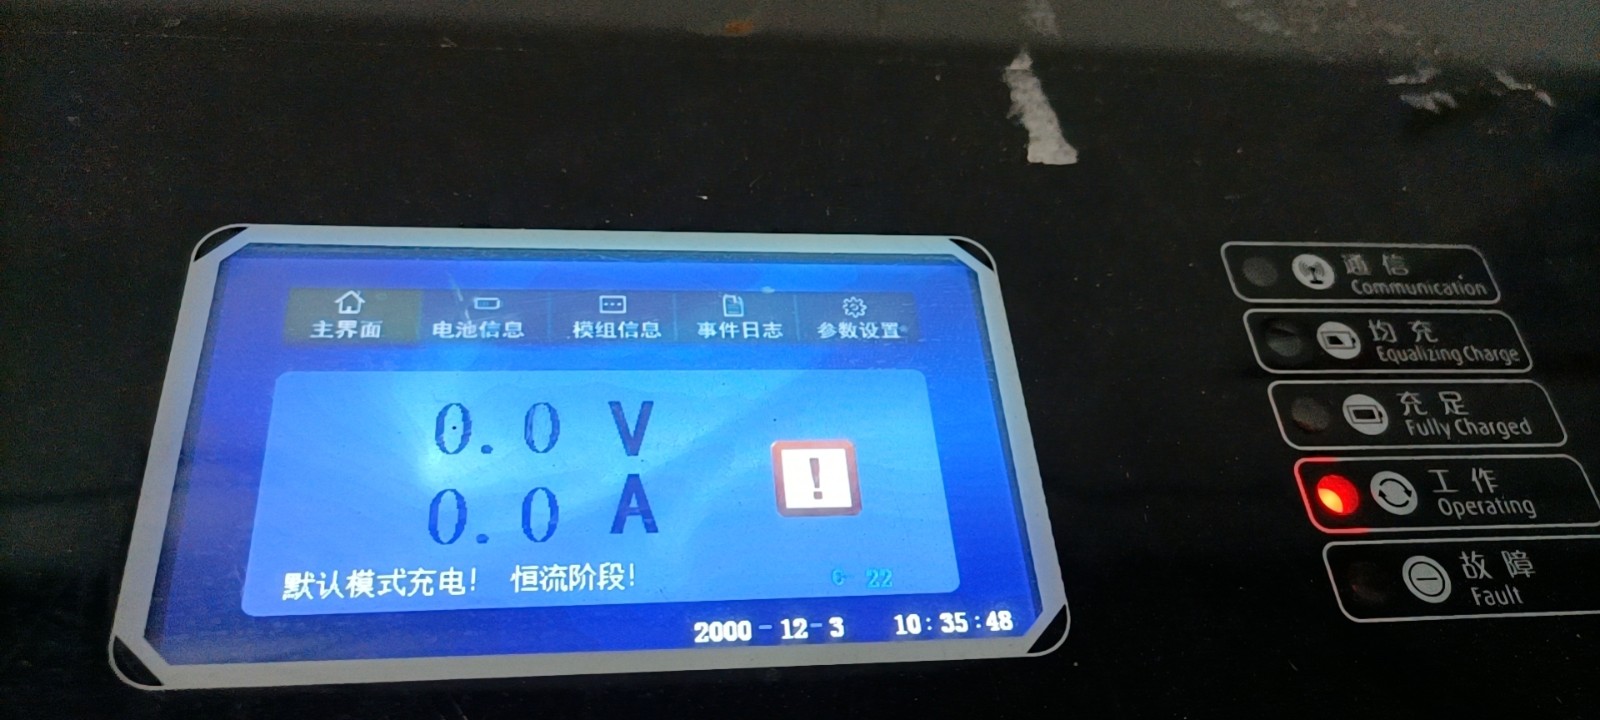 主界面 电池信息 模组信息 事件日志 参数设置
0.0 V
0.0 A
!
默认模式充电! 恒流阶段!
22
2000-12-3 10:35:48
通信
Communication
均充
Equalizing Charge
充足
Fully Charged
工作
Operating
故障
Fault